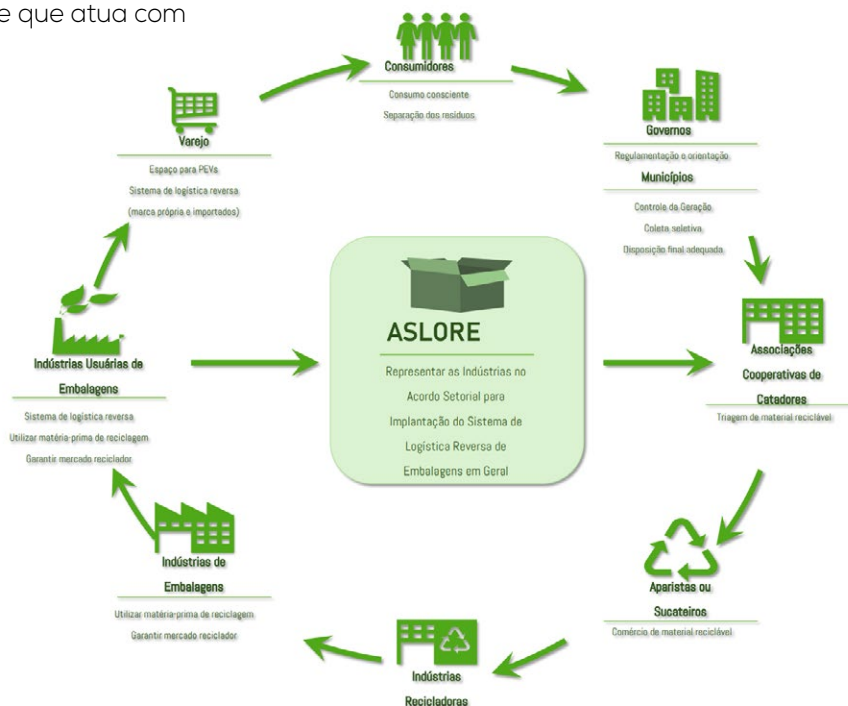 e que atua com
Consumidores
Consumo consciente
Separação dos resíduos
Varejo
Espaço para PEVs
Sistema de logística reversa
(marca própria e importados)
Governos
Regulamentação e orientação
Municípios
Controle da Geração
Coleta seletiva
Disposição final adequada
ASLORE
Representar as Indústrias no
Acordo Setorial para
Implantação do Sistema de
Logística Reversa de
Embalagens em Geral
Associações
Cooperativas de
Catadores
Triagem de material reciclável
Indústrias Usuárias de
Embalagens
Sistema de logística reversa
Utilizar matéria-prima de reciclagem
Garantir mercado reciclador
Indústrias de
Embalagens
Utilizar matéria-prima de reciclagem
Garantir mercado reciclador
Aparistas ou
Sucateiros
Comércio de material reciclável
Indústrias
Recicladoras